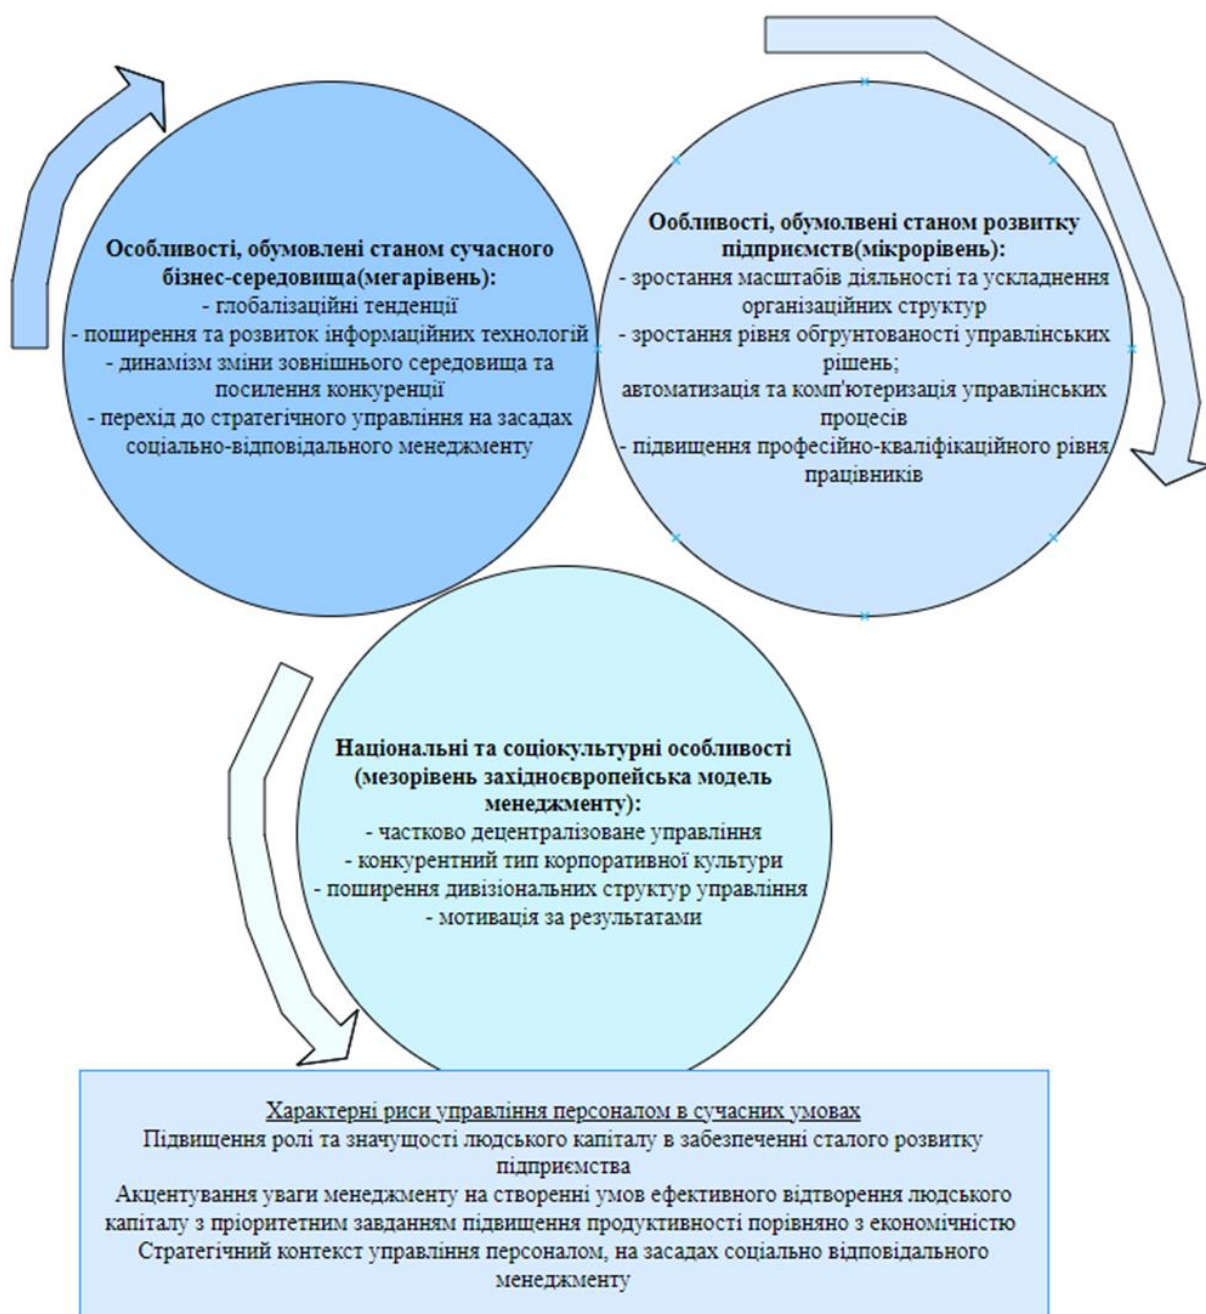 Особливості, обумовлені станом сучасного
бізнес-середовища(мегарівень):
- глобалізаційні тенденції
- поширення та розвиток інформаційних технологій
- динамізм зміни зовнішнього середовища та
посилення конкуренції
- перехід до стратегічного управління на засадах
соціально-відповідального менеджменту
Ообливості, обумолвені станом розвитку
підприємств(мікрорівень):
- зростання масштабів діяльності та ускладнення
організаційних структур
- зростання рівня обгрунтованості управлінських
рішень;
автоматизація та комп'ютеризація управлінських
процесів
- підвищення професійно-кваліфікаційного рівня
працівників
Національні та соціокультурні особливості
(мезорівень західноєвропейська модель
менеджменту):
- частково децентралізоване управління
- конкурентний тип корпоративної культури
- поширення дивізіональних структур управління
- мотивація за результатами
Характерні риси управління персоналом в сучасних умовах
Підвищення ролі та значущості людського капіталу в забезпеченні сталого розвитку
підприємства
Акцентування уваги менеджменту на створенні умов ефективного відтворення людського
капіталу з пріоритетним завданням підвищення продуктивності порівняно з економічністю
Стратегічний контекст управління персоналом, на засадах соціально відповідального
менеджменту